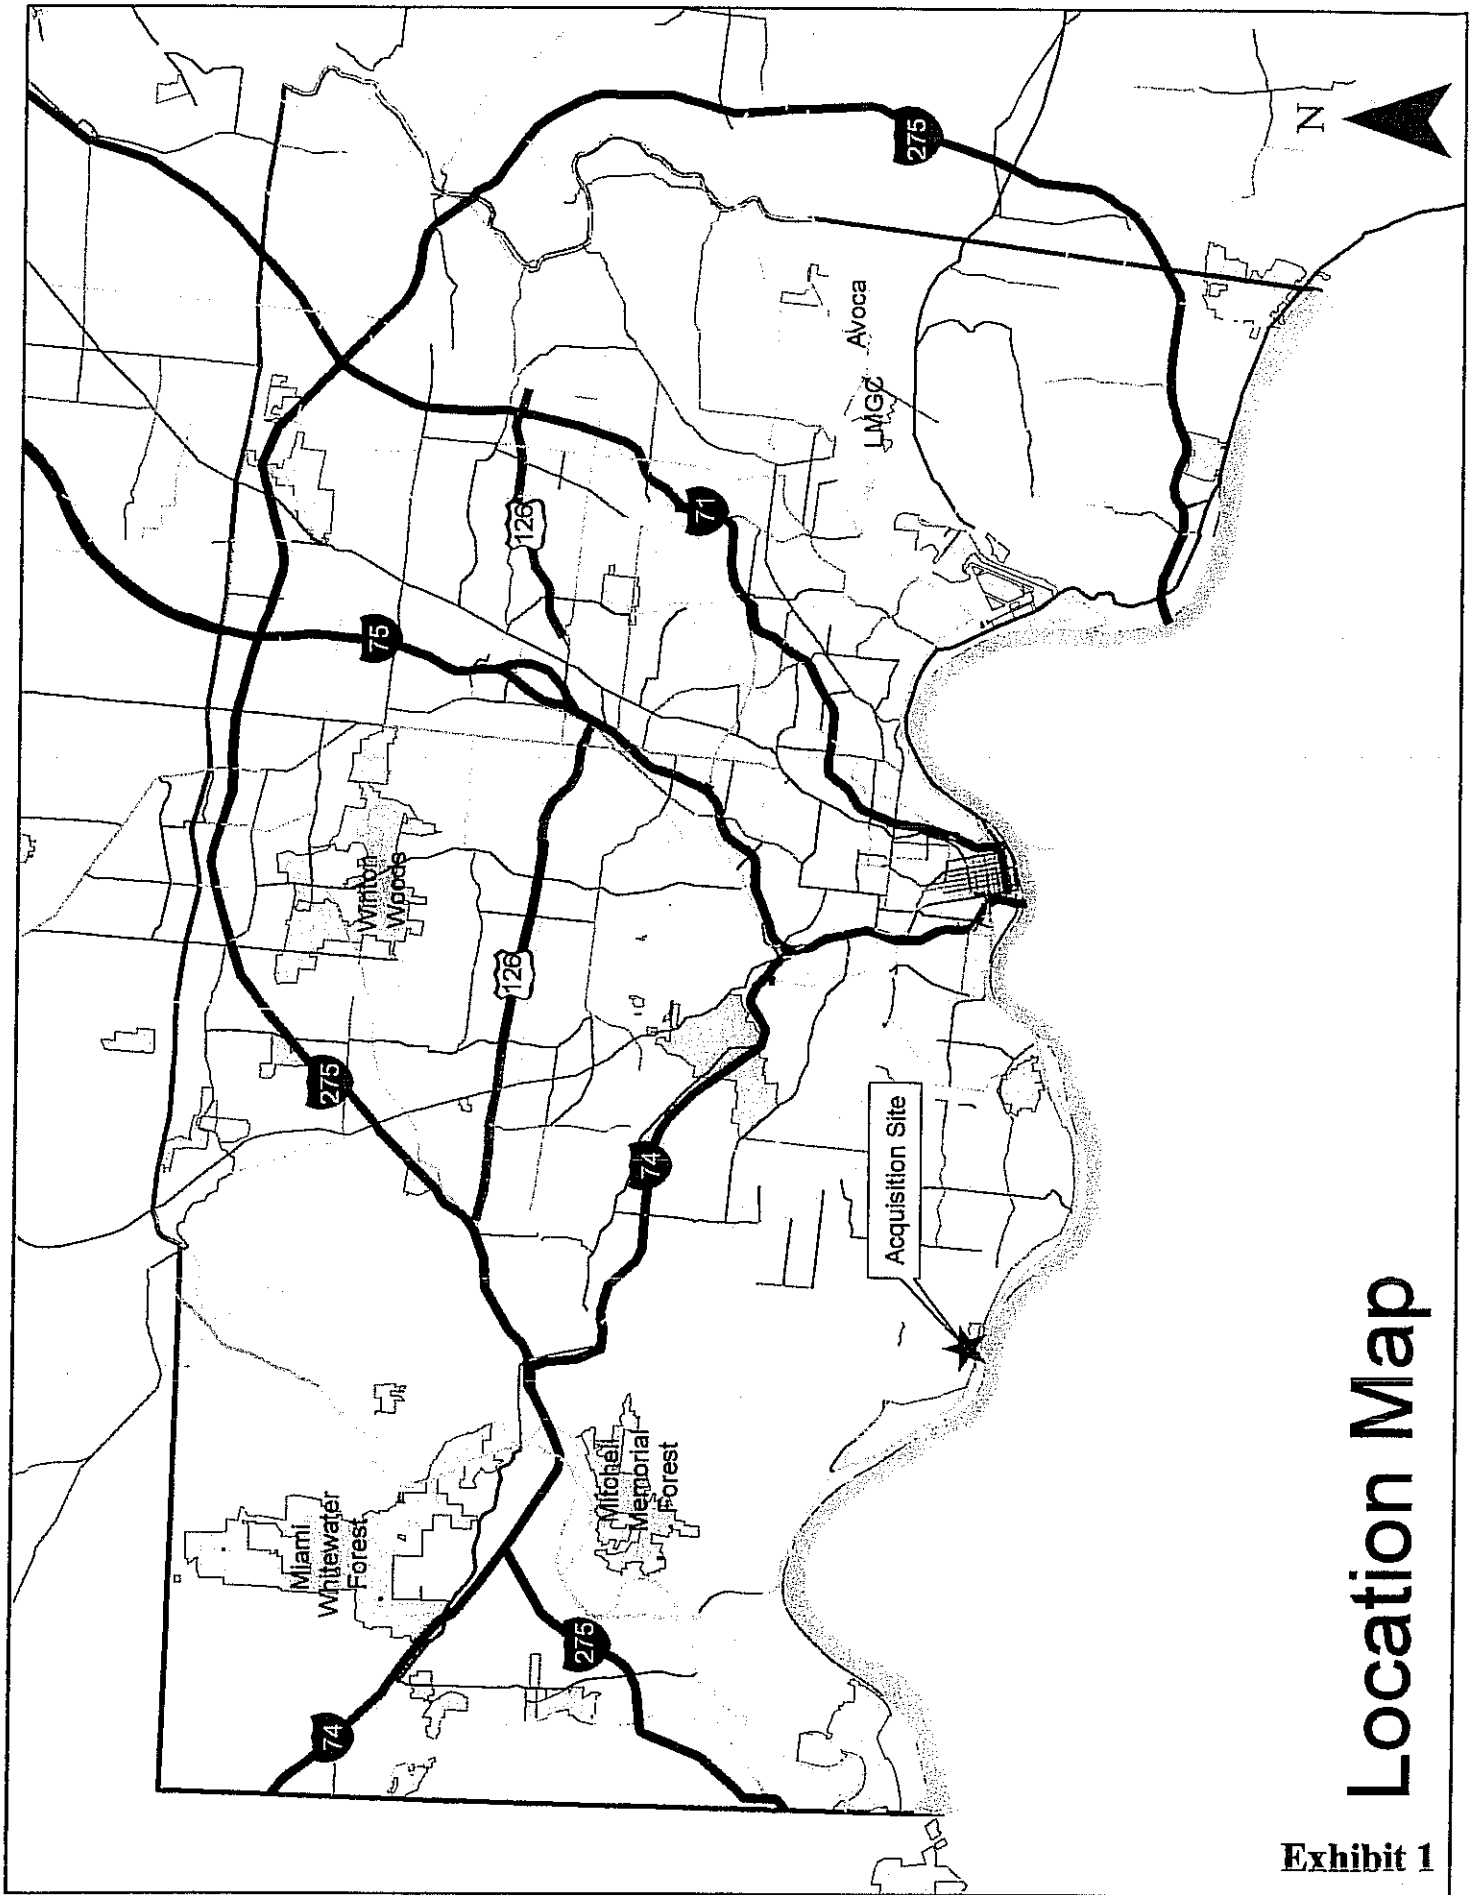 Location Map
Exhibit 1
N
Acquisition Site
Miami
Whitewater
Forest
Mitchell
Memorial
Forest
Winton
Woods
LMGC
Avoca
74
275
275
74
126
75
126
71
275